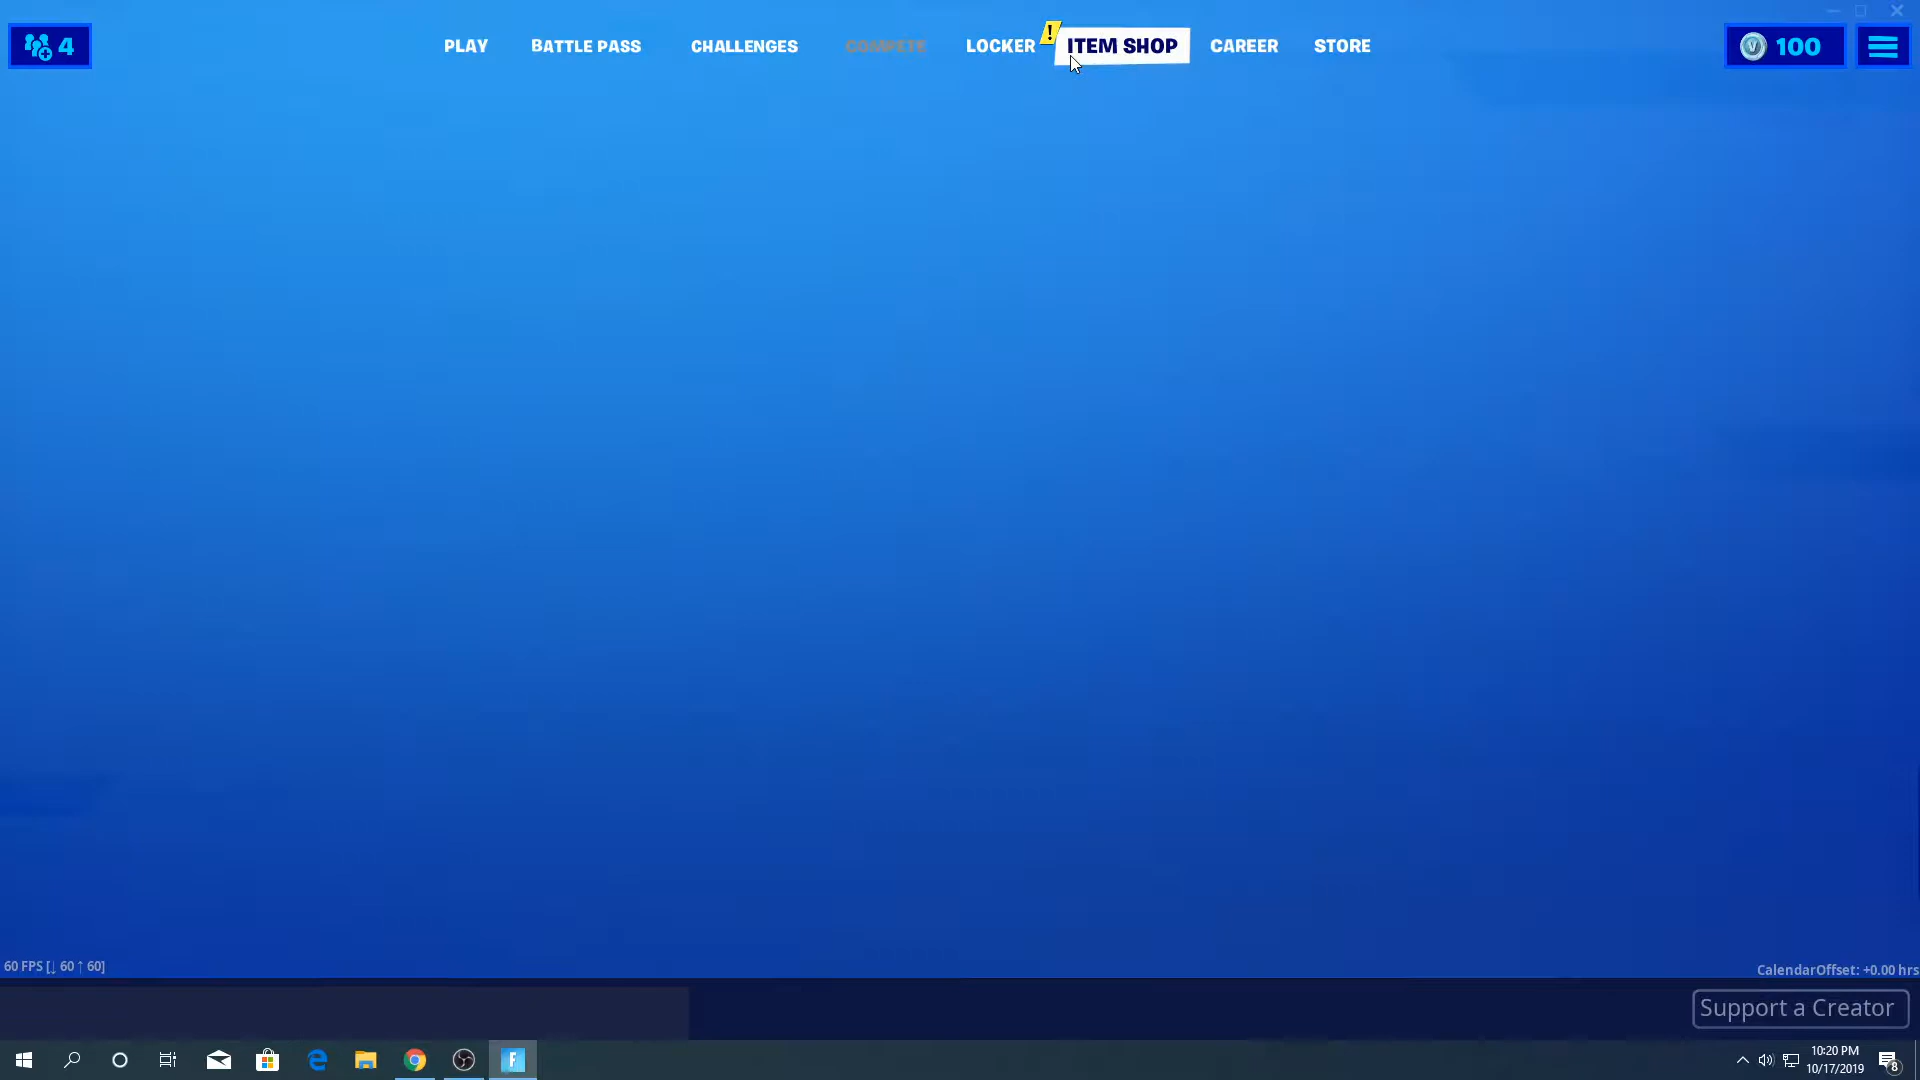 4
PLAY
BATTLE PASS
CHALLENGES
COMPETE
LOCKER
!
ITEM SHOP
CAREER
STORE
V 100
60 FPS [↓ 60 ↑ 60]
CalendarOffset: +0.00 hrs
Support a Creator
F
10:20 PM
10/17/2019
8